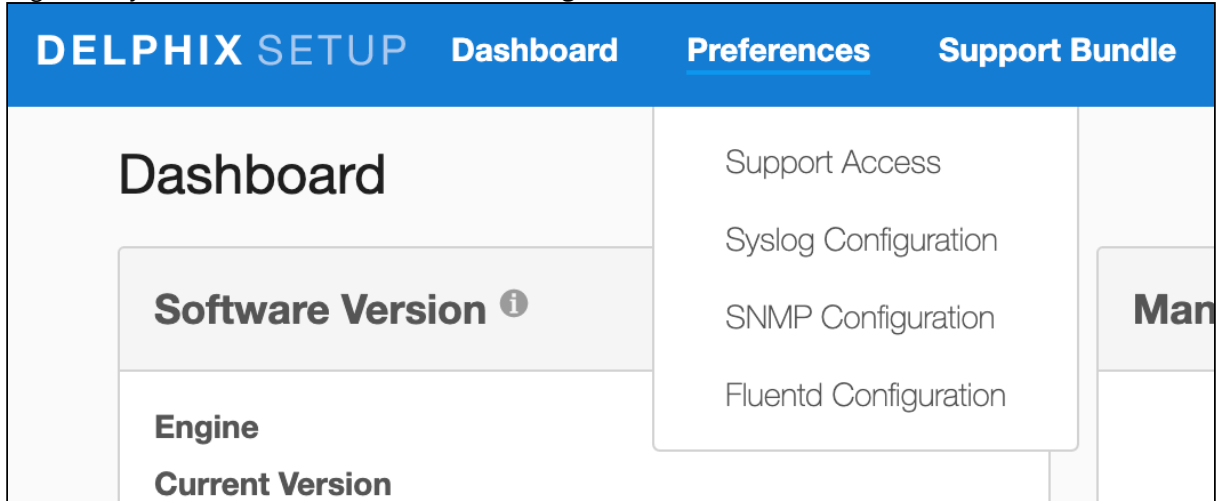 DELPHIX SETUP Dashboard Preferences Support Bundle
Dashboard
Support Access
Syslog Configuration
SNMP Configuration
Fluentd Configuration
Software Version
Engine
Current Version
Man